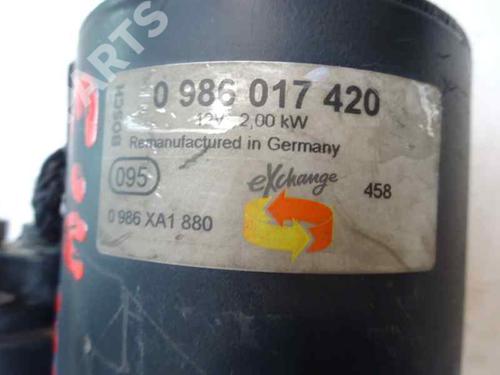 PARTS
BOSCH
0 986 017 420
12V 2,00 kW
Remanufactured in Germany
095
eXchange
458
0 986 XA1 880